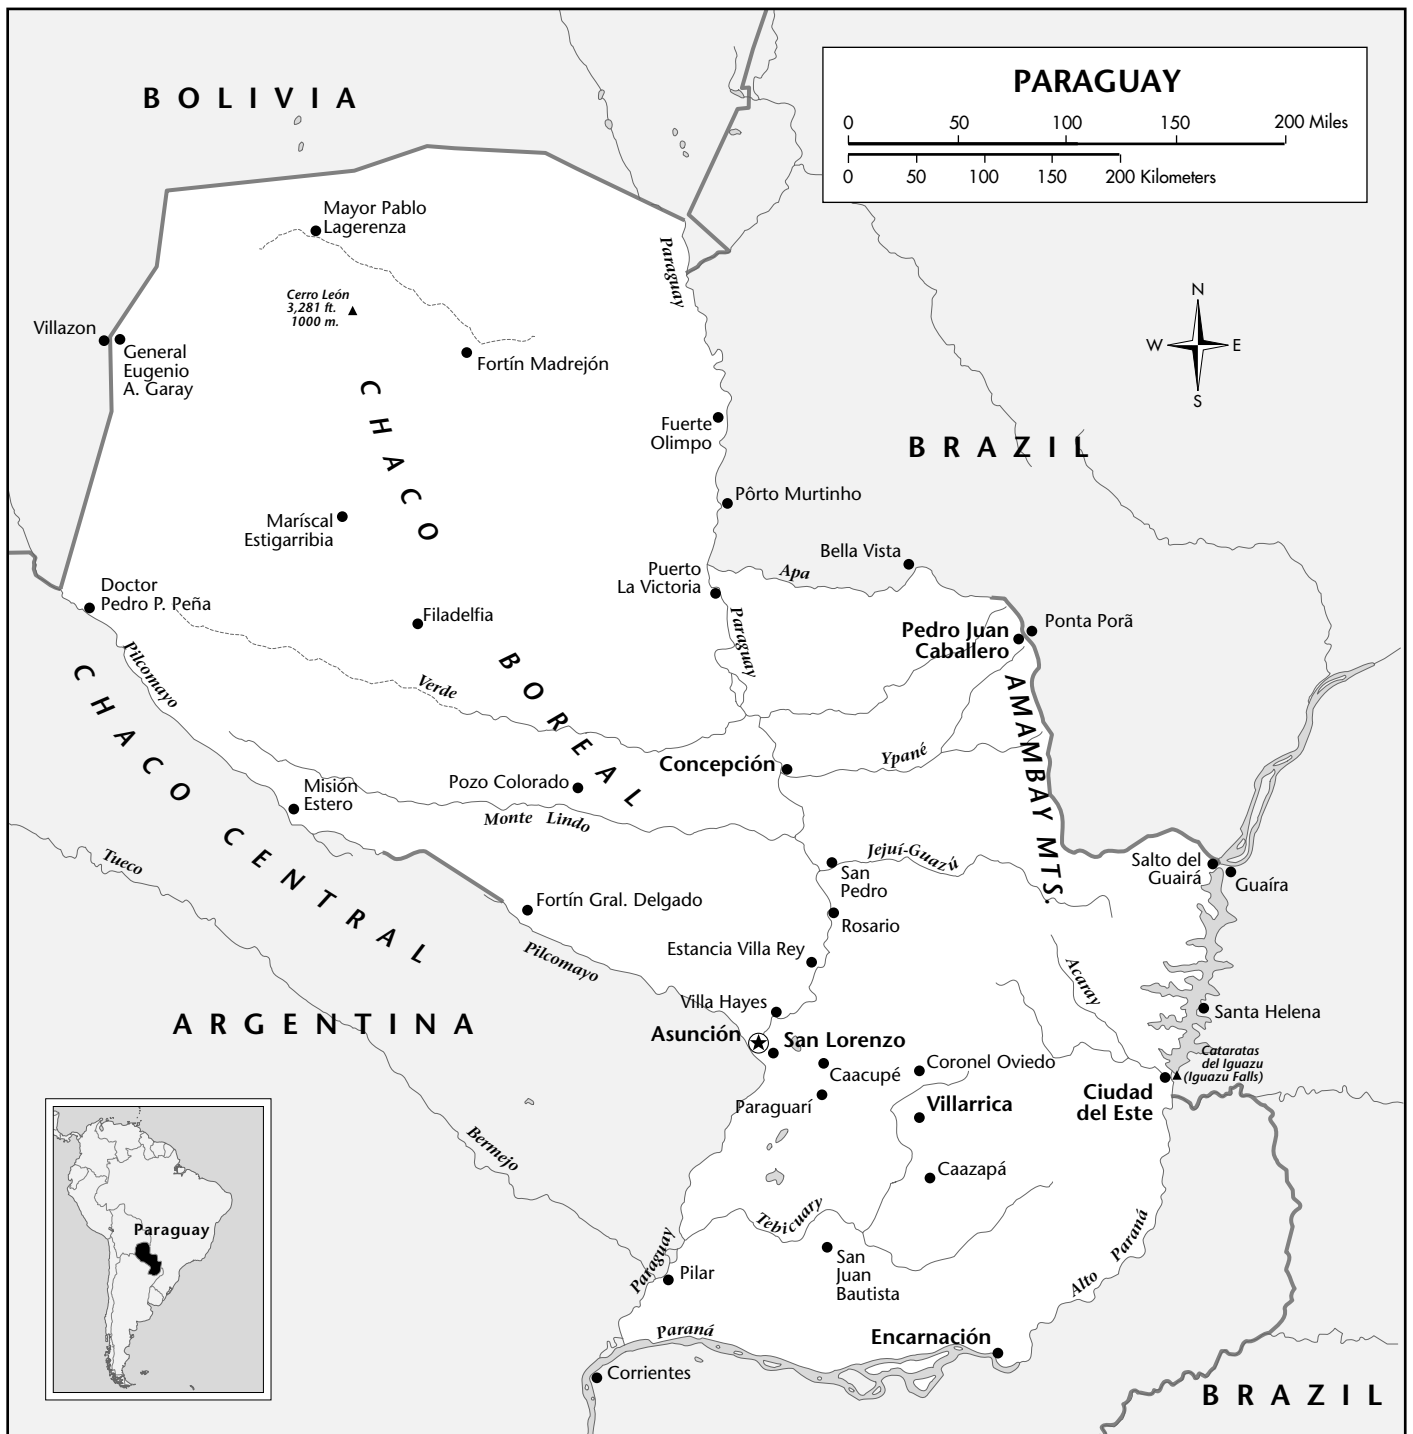 PARAGUAY
0 50 100 150 200 Miles
0 50 100 150 200 Kilometers
BOLIVIA
Mayor Pablo
Lagerenza
Paraguay
Cerro León
3,281 ft.
1000 m.
N
W E
S
Villazon
General
Eugenio
A. Garay
Fortín Madrejón
CHACO BOREAL
Fuerte
Olimpo
BRAZIL
Pôrto Murtinho
Maríscal
Estigarribia
Bella Vista
Apa
Puerto
La Victoria
Doctor
Pedro P. Peña
Filadelfia
Paraguay
Pedro Juan
Caballero
Ponta Porã
Pilcomayo
Verde
AMAMBAY MTS.
CHACO CENTRAL
Ypané
Concepción
Misión
Estero
Pozo Colorado
Monte Lindo
Tueco
Jejuí-Guazú
San
Pedro
Salto del
Guairá
Guaíra
Fortín Gral. Delgado
Rosario
Pilcomayo
Estancia Villa Rey
Acaray
Villa Hayes
Santa Helena
ARGENTINA
Asunción
San Lorenzo
Caacupé
Coronel Oviedo
Cataratas
del Iguazu
(Iguazu Falls)
Ciudad
del Este
Paraguarí
Villarrica
Bermejo
Caazapá
Paraguay
Tebicuary
Paraná
Alto
Paraguay
San
Juan
Bautista
Pilar
Paraná
Encarnación
Corrientes
BRAZIL